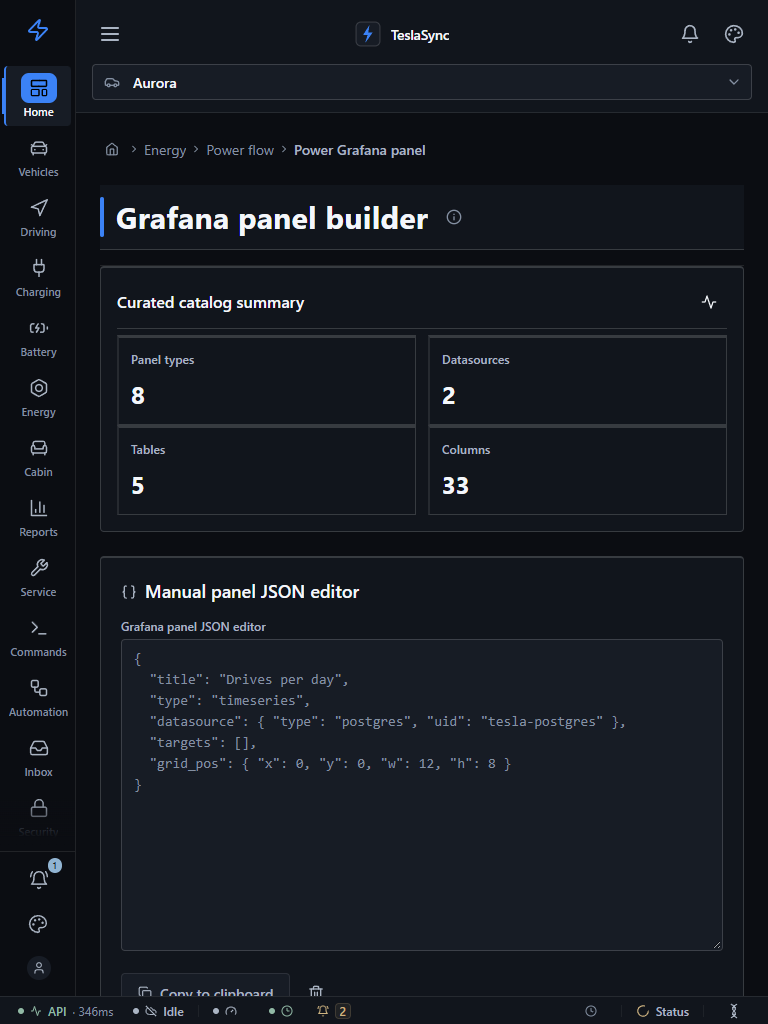 TeslaSync
Aurora
Home
Vehicles
Driving
Charging
Battery
Energy
Cabin
Reports
Service
Commands
Automation
Inbox
Security
1
Energy > Power flow > Power Grafana panel
Grafana panel builder
Curated catalog summary
Panel types
8
Datasources
2
Tables
5
Columns
33
{} Manual panel JSON editor
Grafana panel JSON editor
{
  "title": "Drives per day",
  "type": "timeseries",
  "datasource": { "type": "postgres", "uid": "tesla-postgres" },
  "targets": [],
  "grid_pos": { "x": 0, "y": 0, "w": 12, "h": 8 }
}
Copy to clipboard
API · 346ms
Idle
2
Status